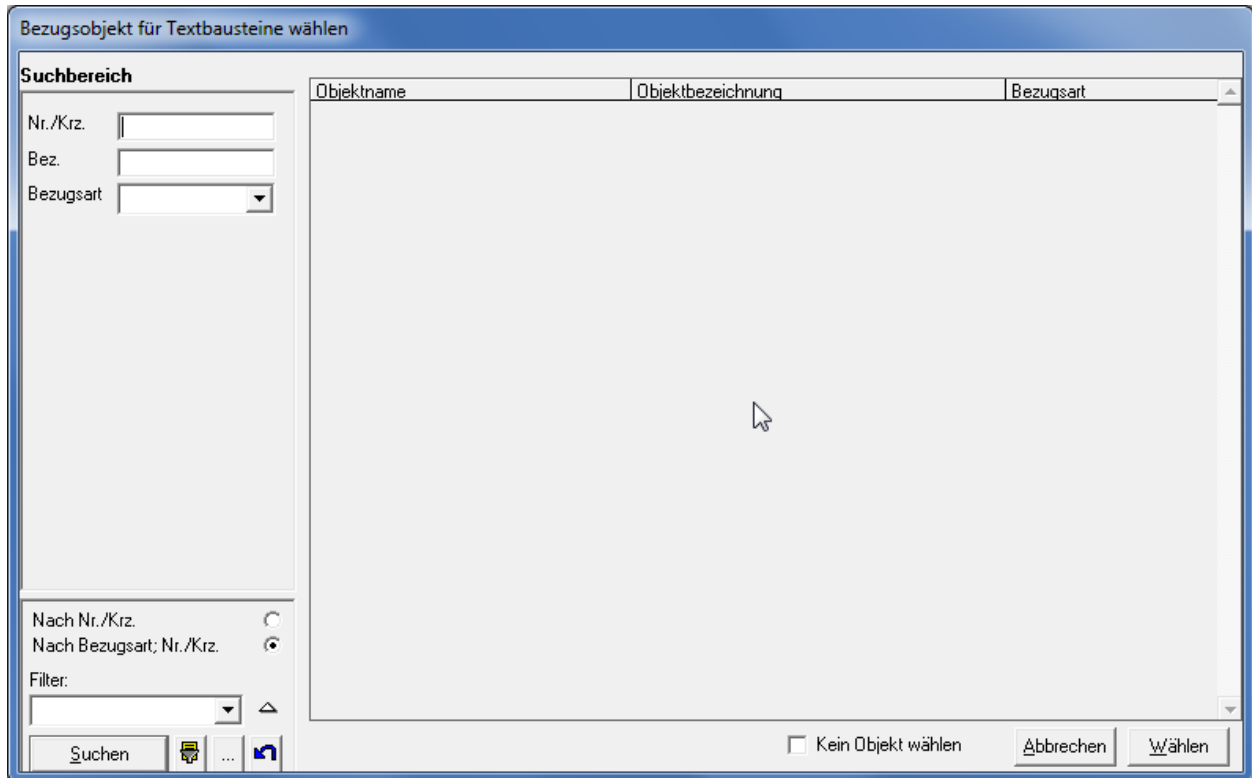 Bezugsobjekt für Textbausteine wählen
Suchbereich
Objektname Objektbezeichnung Bezugsart
Nr./Krz.
Bez.
Bezugsart
Nach Nr./Krz.
Nach Bezugsart; Nr./Krz.
Filter:
Suchen ... Kein Objekt wählen Abbrechen Wählen